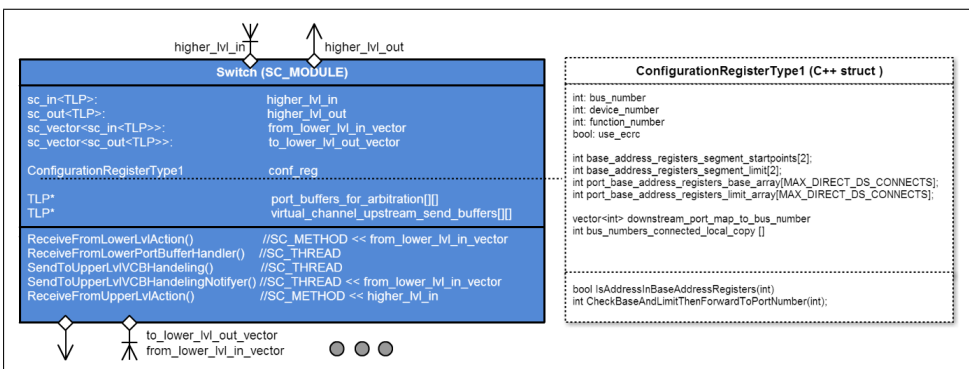 higher_lvl_in
higher_lvl_out
Switch (SC_MODULE)
sc_in<TLP>: higher_lvl_in
sc_out<TLP>: higher_lvl_out
sc_vector<sc_in<TLP>>: from_lower_lvl_in_vector
sc_vector<sc_out<TLP>>: to_lower_lvl_out_vector
ConfigurationRegisterType1 conf_reg
TLP* port_buffers_for_arbitration[][]
TLP* virtual_channel_upstream_send_buffers[][]
ReceiveFromLowerLvlAction() //SC_METHOD << from_lower_lvl_in_vector
ReceiveFromLowerPortBufferHandler() //SC_THREAD
SendToUpperLvlVCBHandeling() //SC_THREAD
SendToUpperLvlVCBHandelingNotifyer() //SC_THREAD << from_lower_lvl_in_vector
ReceiveFromUpperLvlAction() //SC_METHOD << higher_lvl_in
to_lower_lvl_out_vector
from_lower_lvl_in_vector
ConfigurationRegisterType1 (C++ struct )
int: bus_number
int: device_number
int: function_number
bool: use_ecrc
int base_address_registers_segment_startpoints[2];
int base_address_registers_segment_limit[2];
int port_base_address_registers_base_array[MAX_DIRECT_DS_CONNECTS];
int port_base_address_registers_limit_array[MAX_DIRECT_DS_CONNECTS];
vector<int> downstream_port_map_to_bus_number
int bus_numbers_connected_local_copy []
bool IsAddressInBaseAddressRegisters(int)
int CheckBaseAndLimitThenForwardToPortNumber(int);